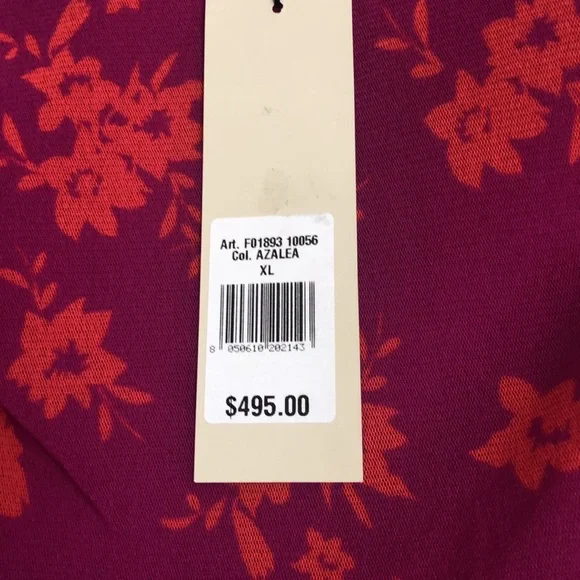 Art. F01893 10056
Col. AZALEA
XL
8 050610 202143
$495.00